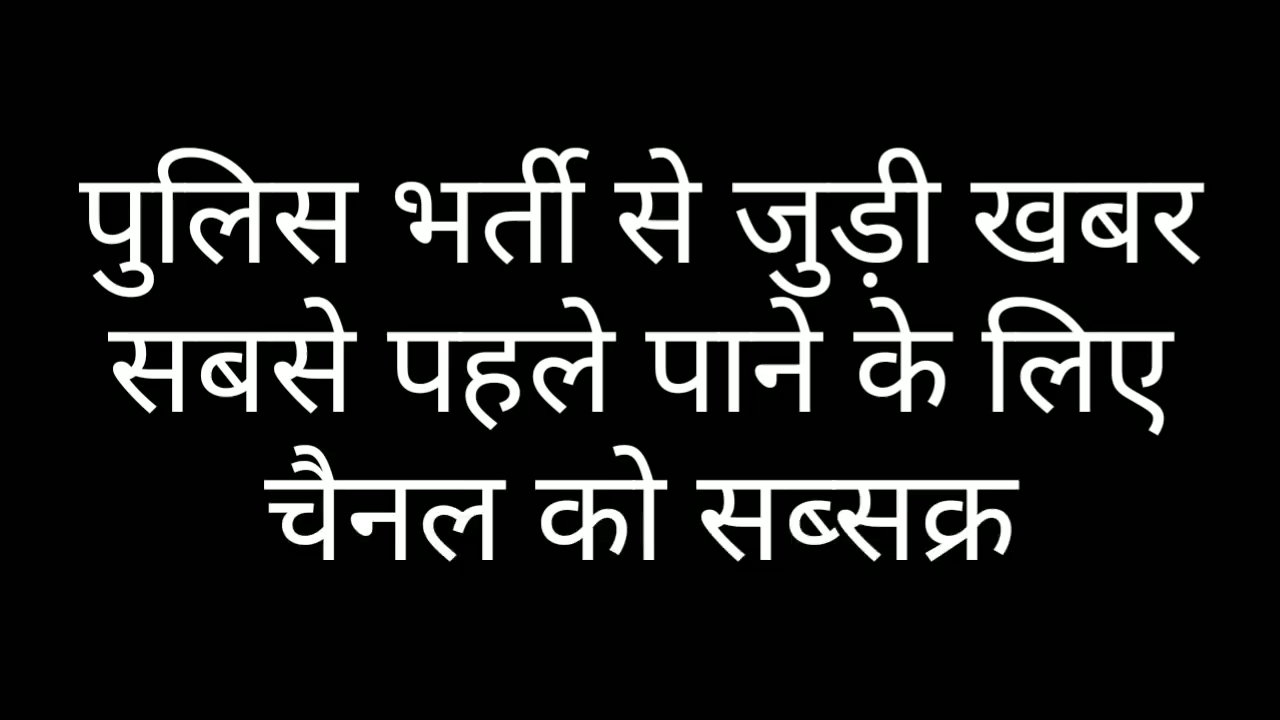 पुलिस भर्ती से जुड़ी खबर
सबसे पहले पाने के लिए
चैनल को सब्सक्र